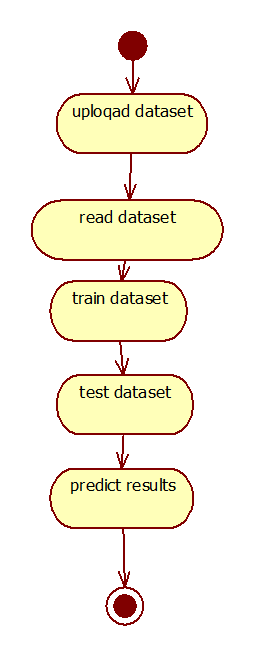 uploqad dataset
read dataset
train dataset
test dataset
predict results